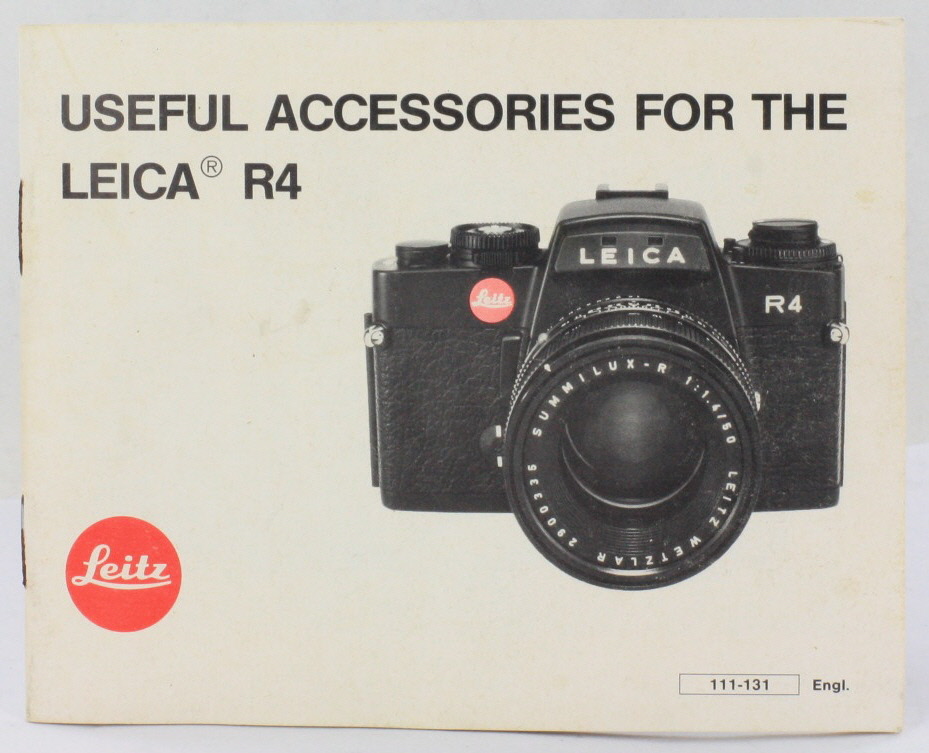 USEFUL ACCESSORIES FOR THE
LEICA® R4
LEICA
Leitz
R4
SUMMILUX-R 1:1.4/50 LEITZ WETZLAR 2900335
Leitz
111-131 Engl.